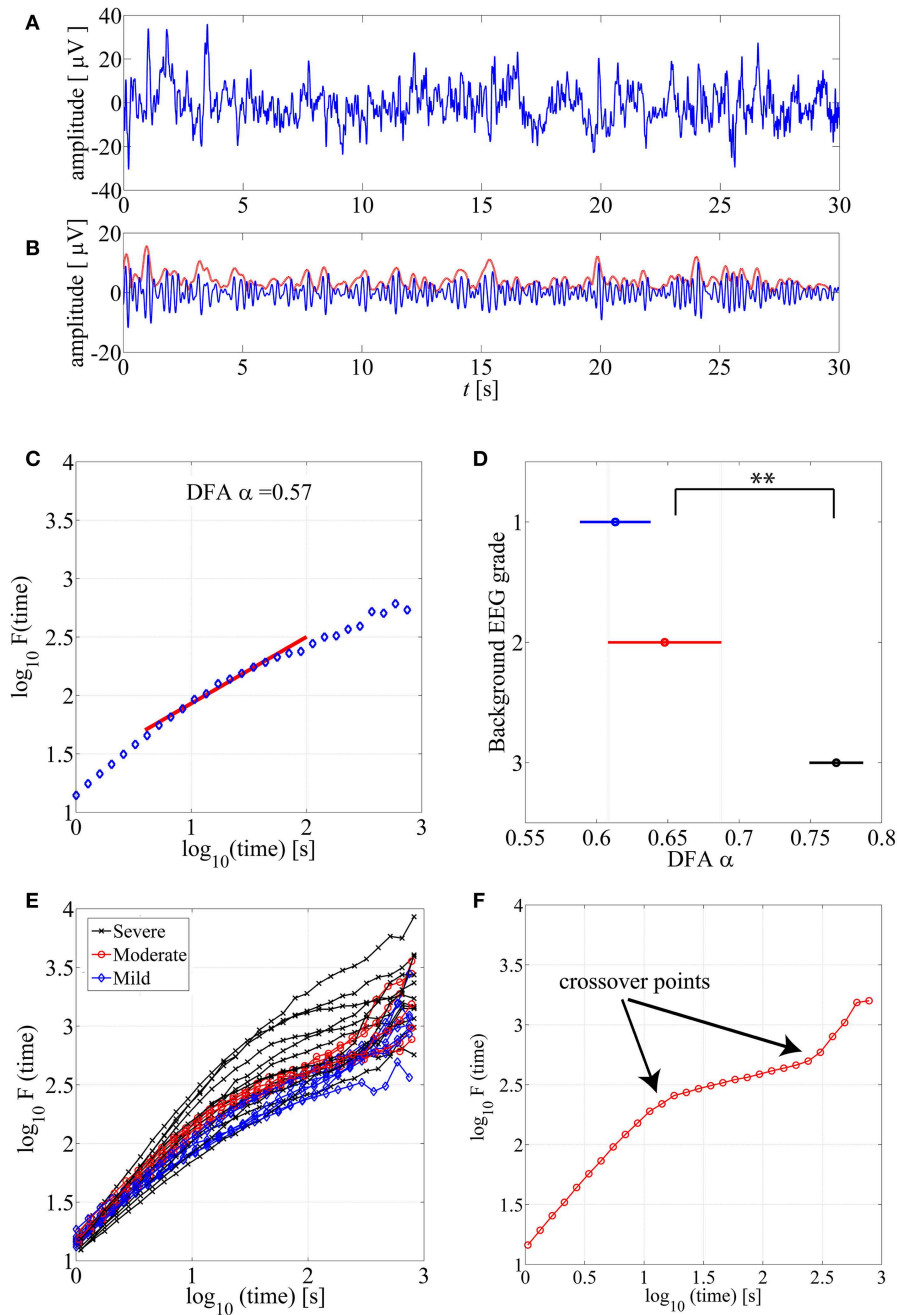 A
amplitude [ μV ]
40
20
0
-20
-40
0 5 10 15 20 25 30
B
amplitude [ μV ]
20
0
-20
0 5 10 15 20 25 30
t [s]
C
DFA α =0.57
log10 F(time)
4
3.5
3
2.5
2
1.5
1
0 1 2 3
log10(time) [s]
D
**
Background EEG grade
1
2
3
0.55 0.6 0.65 0.7 0.75 0.8
DFA α
E
Severe
Moderate
Mild
log10 F (time)
4
3.5
3
2.5
2
1.5
1
0 1 2 3
log10(time) [s]
F
crossover points
log10 F (time)
4
3.5
3
2.5
2
1.5
1
0 0.5 1 1.5 2 2.5 3
log10 (time) [s]